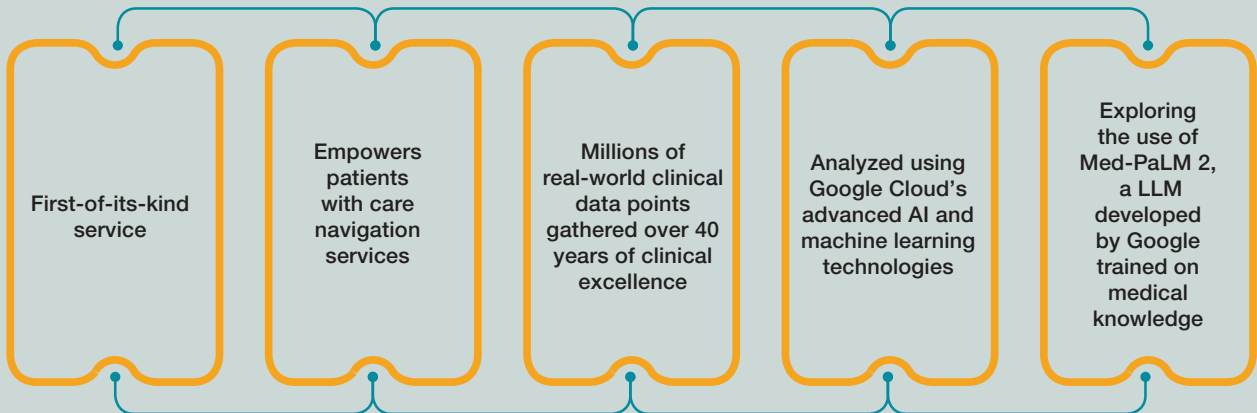 First-of-its-kind
service
Empowers
patients
with care
navigation
services
Millions of
real-world clinical
data points
gathered over 40
years of clinical
excellence
Analyzed using
Google Cloud's
advanced AI and
machine learning
technologies
Exploring
the use of
Med-PaLM 2,
a LLM
developed
by Google
trained on
medical
knowledge